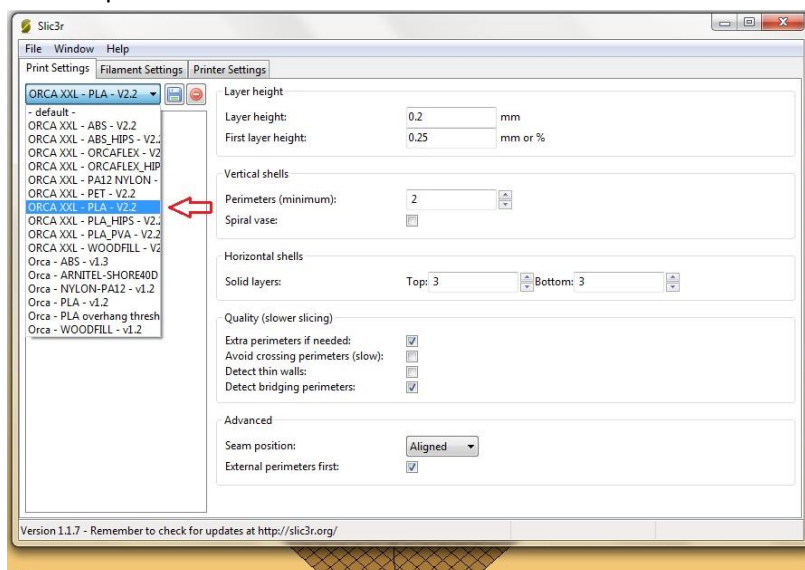 Slic3r
File Window Help
Print Settings Filament Settings Printer Settings
ORCA XXL - PLA - V2.2
- default -
ORCA XXL - ABS - V2.2
ORCA XXL - ABS_HIPS - V2.2
ORCA XXL - ORCAFLEX - V2
ORCA XXL - ORCAFLEX_HIP
ORCA XXL - PA12 NYLON -
ORCA XXL - PET - V2.2
ORCA XXL - PLA - V2.2
ORCA XXL - PLA_HIPS - V2.2
ORCA XXL - PLA_PVA - V2.2
ORCA XXL - WOODFILL - V2
Orca - ABS - v1.3
Orca - ARNITEL-SHORE40D
Orca - NYLON-PA12 - v1.2
Orca - PLA - v1.2
Orca - PLA overhang thresh
Orca - WOODFILL - v1.2
Layer height
Layer height: 0.2 mm
First layer height: 0.25 mm or %
Vertical shells
Perimeters (minimum): 2
Spiral vase:
Horizontal shells
Solid layers: Top: 3 Bottom: 3
Quality (slower slicing)
Extra perimeters if needed:
Avoid crossing perimeters (slow):
Detect thin walls:
Detect bridging perimeters:
Advanced
Seam position: Aligned
External perimeters first:
Version 1.1.7 - Remember to check for updates at http://slic3r.org/